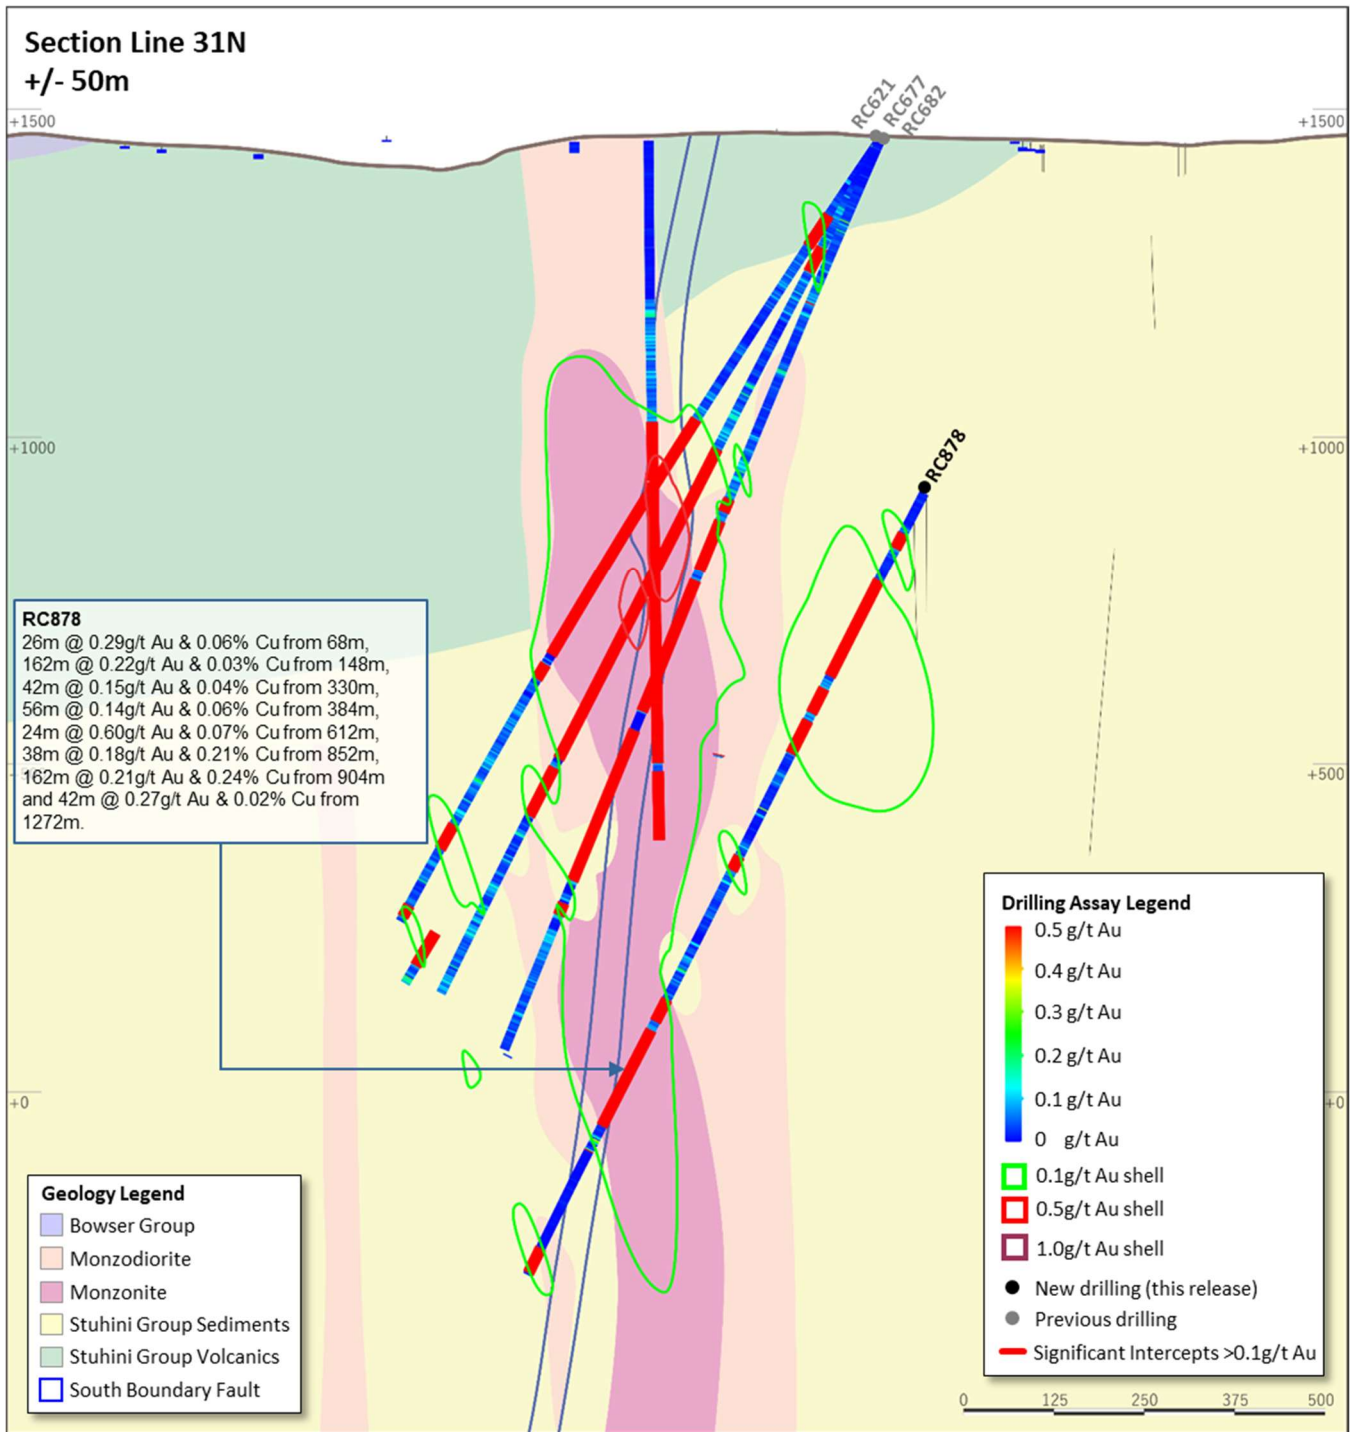 Section Line 31N
+/- 50m
RC621
RC677
RC682
+1500
+1500
+1000
+1000
RC878
RC878
26m @ 0.29g/t Au & 0.06% Cu from 68m,
162m @ 0.22g/t Au & 0.03% Cu from 148m,
42m @ 0.15g/t Au & 0.04% Cu from 330m,
56m @ 0.14g/t Au & 0.06% Cu from 384m,
24m @ 0.60g/t Au & 0.07% Cu from 612m,
38m @ 0.18g/t Au & 0.21% Cu from 852m,
162m @ 0.21g/t Au & 0.24% Cu from 904m
and 42m @ 0.27g/t Au & 0.02% Cu from
1272m.
+500
+0
+0
Drilling Assay Legend
0.5 g/t Au
0.4 g/t Au
0.3 g/t Au
0.2 g/t Au
0.1 g/t Au
0 g/t Au
0.1g/t Au shell
0.5g/t Au shell
1.0g/t Au shell
New drilling (this release)
Previous drilling
Significant Intercepts >0.1g/t Au
Geology Legend
Bowser Group
Monzodiorite
Monzonite
Stuhini Group Sediments
Stuhini Group Volcanics
South Boundary Fault
0 125 250 375 500